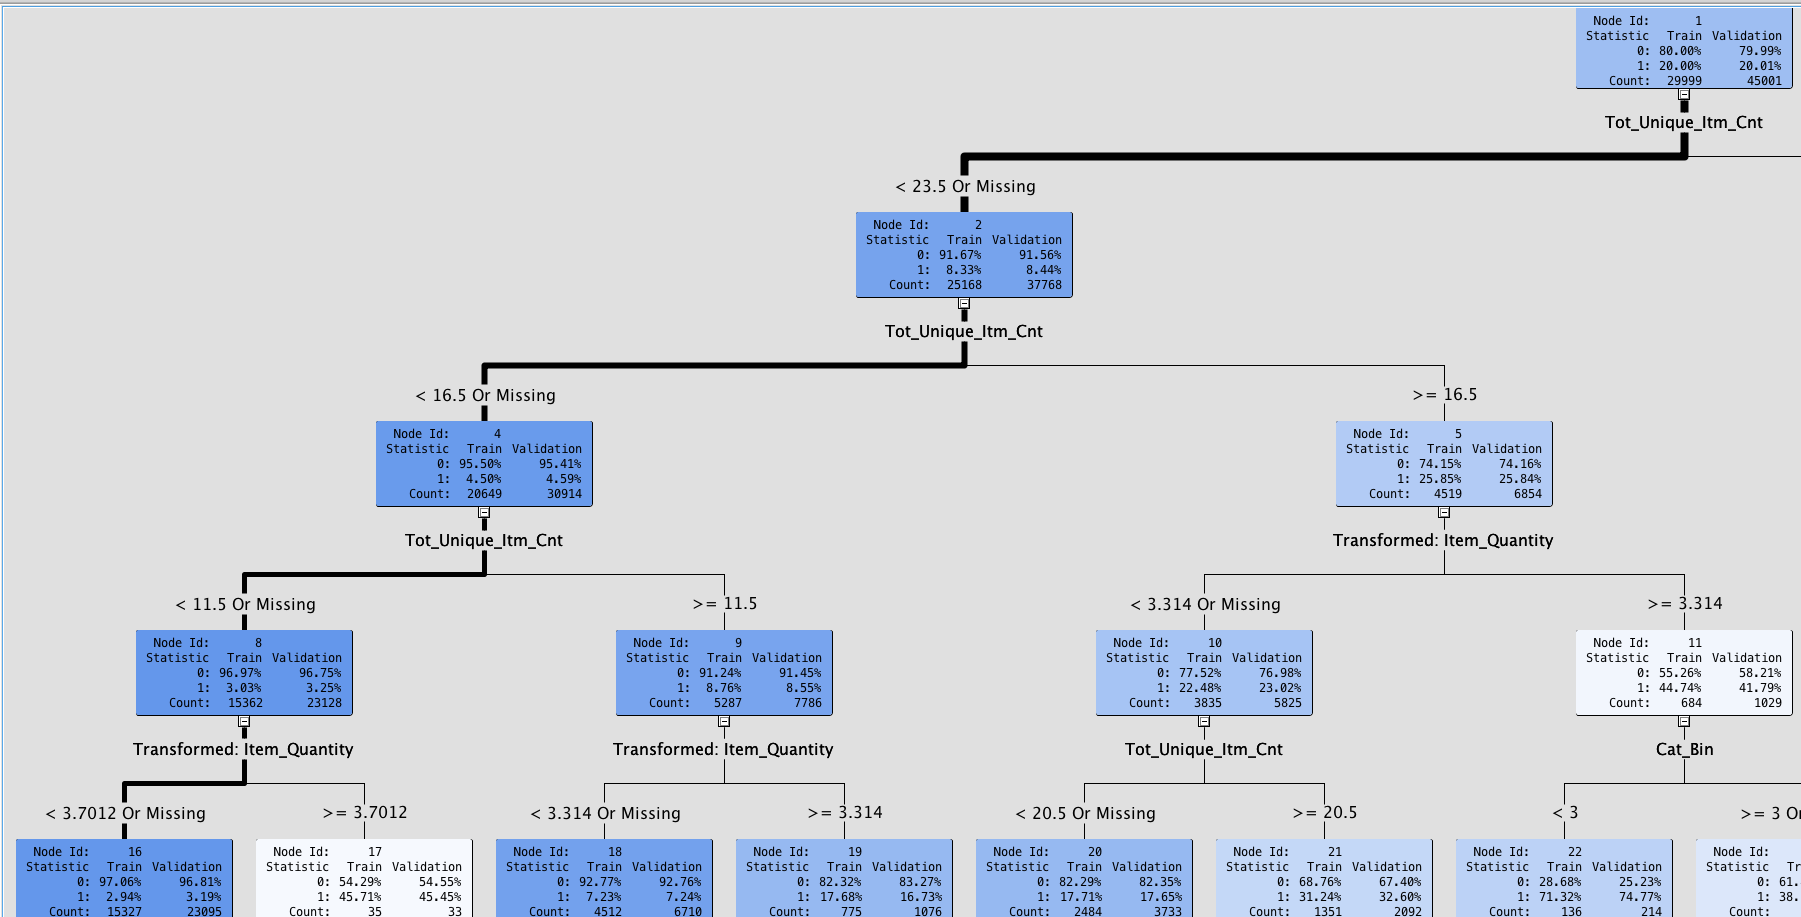 Node Id: 1
Statistic Train Validation
0: 80.00% 79.99%
1: 20.00% 20.01%
Count: 29999 45001
Tot_Unique_Itm_Cnt
< 23.5 Or Missing
Node Id: 2
Statistic Train Validation
0: 91.67% 91.56%
1: 8.33% 8.44%
Count: 25168 37768
Tot_Unique_Itm_Cnt
< 16.5 Or Missing
>= 16.5
Node Id: 4
Statistic Train Validation
0: 95.50% 95.41%
1: 4.50% 4.59%
Count: 20649 30914
Node Id: 5
Statistic Train Validation
0: 74.15% 74.16%
1: 25.85% 25.84%
Count: 4519 6854
Tot_Unique_Itm_Cnt
Transformed: Item_Quantity
< 11.5 Or Missing
>= 11.5
< 3.314 Or Missing
>= 3.314
Node Id: 8
Statistic Train Validation
0: 96.97% 96.75%
1: 3.03% 3.25%
Count: 15362 23128
Node Id: 9
Statistic Train Validation
0: 91.24% 91.45%
1: 8.76% 8.55%
Count: 5287 7786
Node Id: 10
Statistic Train Validation
0: 77.52% 76.98%
1: 22.48% 23.02%
Count: 3835 5825
Node Id: 11
Statistic Train Validation
0: 55.26% 58.21%
1: 44.74% 41.79%
Count: 684 1029
Transformed: Item_Quantity
Transformed: Item_Quantity
Tot_Unique_Itm_Cnt
Cat_Bin
< 3.7012 Or Missing
>= 3.7012
< 3.314 Or Missing
>= 3.314
< 20.5 Or Missing
>= 20.5
< 3
>= 3 O
Node Id: 16
Statistic Train Validation
0: 97.06% 96.81%
1: 2.94% 3.19%
Count: 15327 23095
Node Id: 17
Statistic Train Validation
0: 54.29% 54.55%
1: 45.71% 45.45%
Count: 35 33
Node Id: 18
Statistic Train Validation
0: 92.77% 92.76%
1: 7.23% 7.24%
Count: 4512 6710
Node Id: 19
Statistic Train Validation
0: 82.32% 83.27%
1: 17.68% 16.73%
Count: 775 1076
Node Id: 20
Statistic Train Validation
0: 82.29% 82.35%
1: 17.71% 17.65%
Count: 2484 3733
Node Id: 21
Statistic Train Validation
0: 68.76% 67.40%
1: 31.24% 32.60%
Count: 1351 2092
Node Id: 22
Statistic Train Validation
0: 28.68% 25.23%
1: 71.32% 74.77%
Count: 136 214
Node Id:
Statistic Tr
0: 61.
1: 38.
Count: